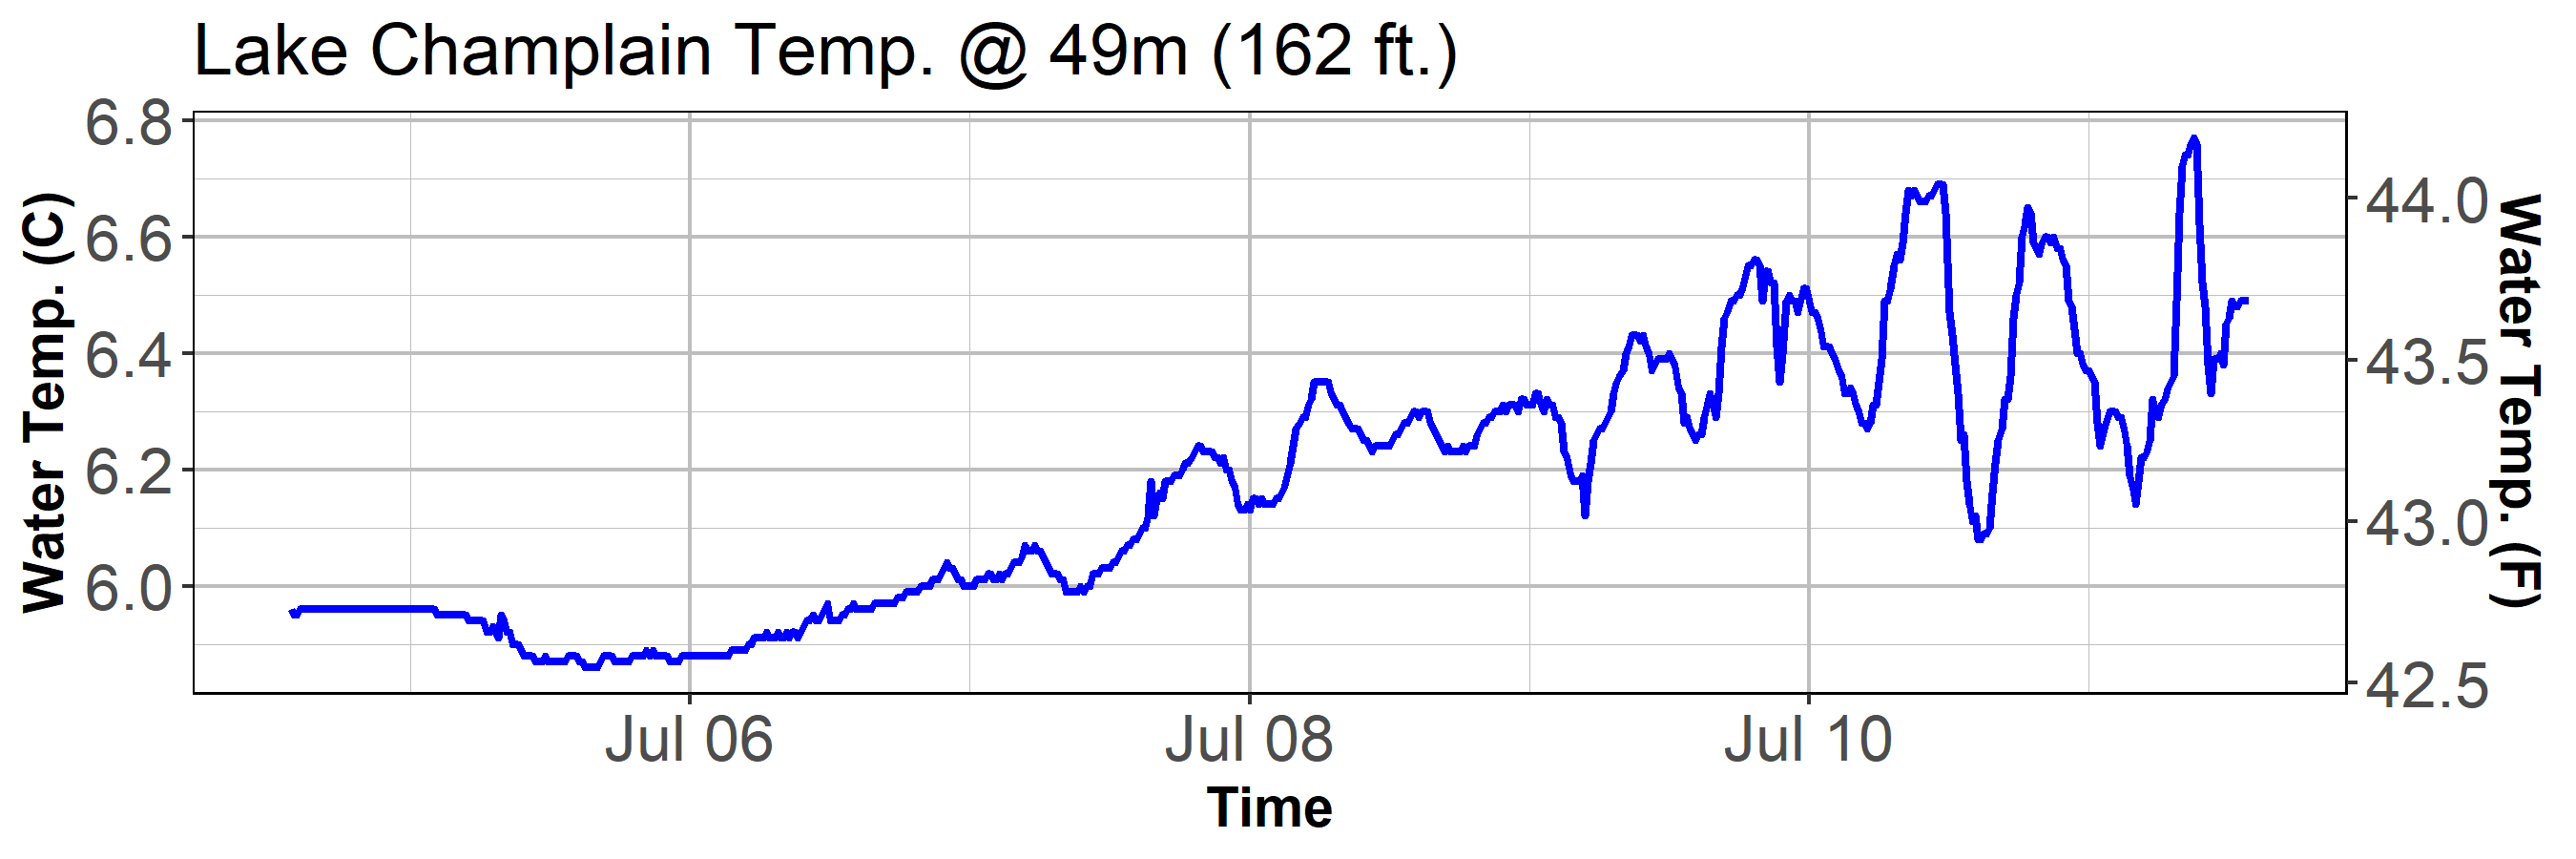 Lake Champlain Temp. @ 49m (162 ft.)
Water Temp. (C)
6.8
6.6
6.4
6.2
6.0
44.0
43.5
43.0
42.5
Water Temp. (F)
Jul 06
Jul 08
Jul 10
Time